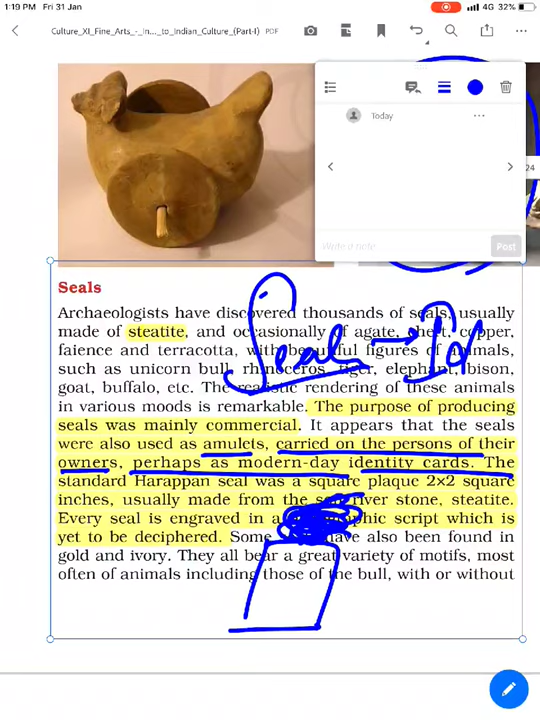 1:19 PM Fri 31 Jan
4G 32%
Culture_XI_Fine_Arts_-_In..._to_Indian_Culture_(Part-I) PDF
Today
24
Write a note
Post
Seals
Archaeologists have discovered thousands of seals, usually
made of steatite, and occasionally of agate, chert, copper,
faience and terracotta, with beautiful figures of animals,
such as unicorn bull, rhinoceros, tiger, elephant, bison,
goat, buffalo, etc. The realistic rendering of these animals
in various moods is remarkable. The purpose of producing
seals was mainly commercial. It appears that the seals
were also used as amulets, carried on the persons of their
owners, perhaps as modern-day identity cards. The
standard Harappan seal was a square plaque 2×2 square
inches, usually made from the soft river stone, steatite.
Every seal is engraved in a script which is
yet to be deciphered. Some have also been found in
gold and ivory. They all bear a great variety of motifs, most
often of animals including those of the bull, with or without
Seals